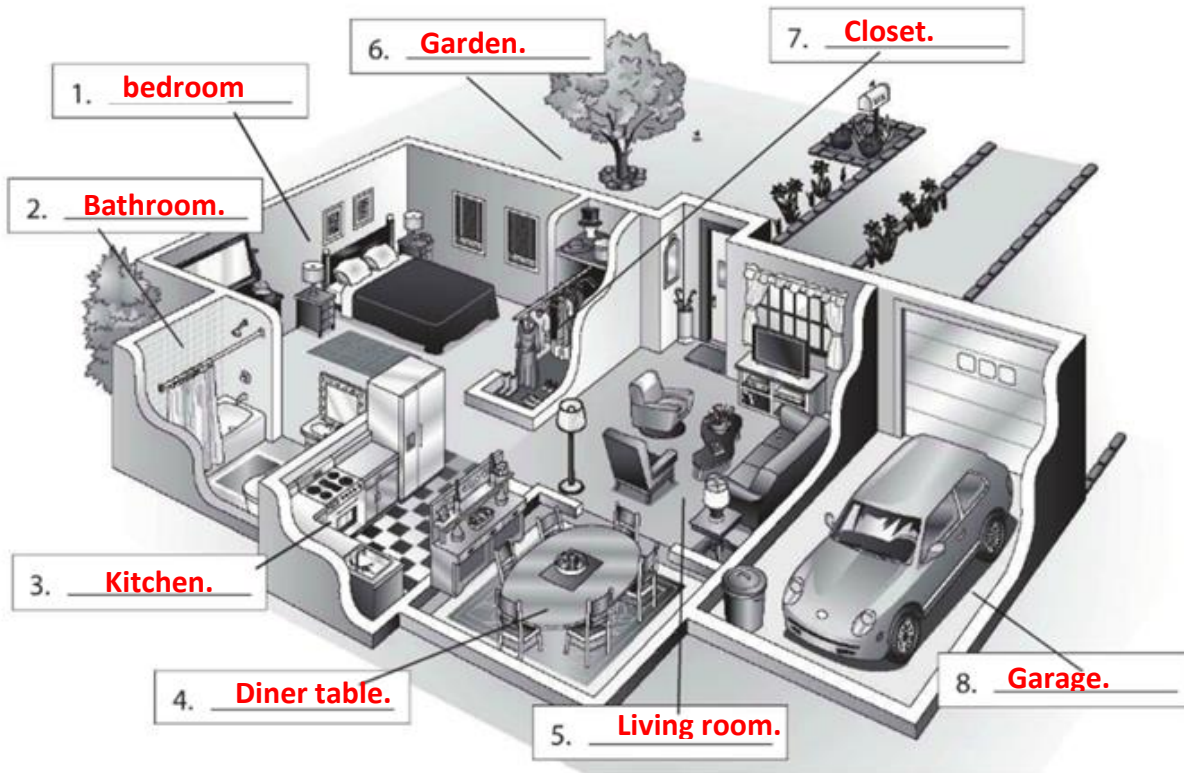 1. bedroom
2. Bathroom.
3. Kitchen.
4. Diner table.
5. Living room.
6. Garden.
7. Closet.
8. Garage.